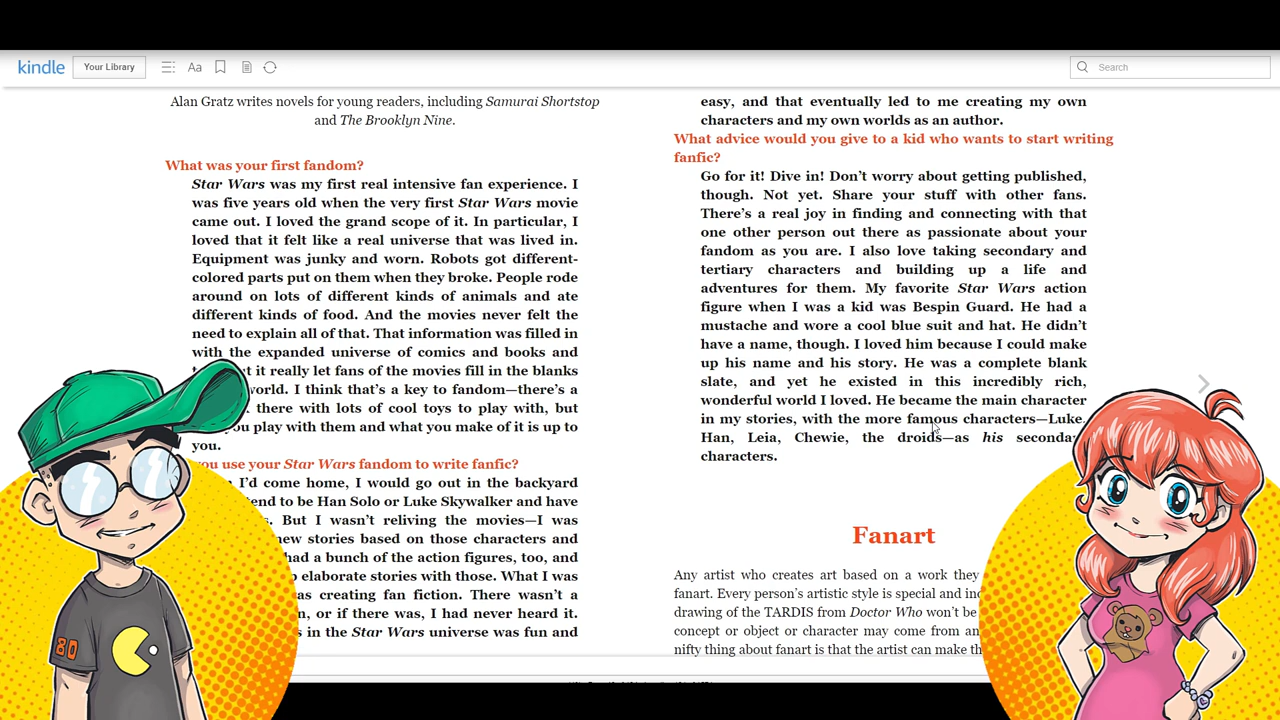 kindle
Your Library
Aa
Search
Alan Gratz writes novels for young readers, including Samurai Shortstop
and The Brooklyn Nine.
What was your first fandom?
Star Wars was my first real intensive fan experience. I
was five years old when the very first Star Wars movie
came out. I loved the grand scope of it. In particular, I
loved that it felt like a real universe that was lived in.
Equipment was junky and worn. Robots got different-
colored parts put on them when they broke. People rode
around on lots of different kinds of animals and ate
different kinds of food. And the movies never felt the
need to explain all of that. That information was filled in
with the expanded universe of comics and books and
it really let fans of the movies fill in the blanks
world. I think that's a key to fandom—there's a
there with lots of cool toys to play with, but
you play with them and what you make of it is up to
you.
you use your Star Wars fandom to write fanfic?
I'd come home, I would go out in the backyard
to be Han Solo or Luke Skywalker and have
But I wasn't reliving the movies—I was
new stories based on those characters and
had a bunch of the action figures, too, and
elaborate stories with those. What I was
creating fan fiction. There wasn't a
or if there was, I had never heard it.
in the Star Wars universe was fun and
easy, and that eventually led to me creating my own
characters and my own worlds as an author.
What advice would you give to a kid who wants to start writing
fanfic?
Go for it! Dive in! Don't worry about getting published,
though. Not yet. Share your stuff with other fans.
There's a real joy in finding and connecting with that
one other person out there as passionate about your
fandom as you are. I also love taking secondary and
tertiary characters and building up a life and
adventures for them. My favorite Star Wars action
figure when I was a kid was Bespin Guard. He had a
mustache and wore a cool blue suit and hat. He didn't
have a name, though. I loved him because I could make
up his name and his story. He was a complete blank
slate, and yet he existed in this incredibly rich,
wonderful world I loved. He became the main character
in my stories, with the more famous characters—Luke,
Han, Leia, Chewie, the droids—as his secondary
characters.
Fanart
Any artist who creates art based on a work they
fanart. Every person's artistic style is special and
drawing of the TARDIS from Doctor Who won't be
concept or object or character may come from
nifty thing about fanart is that the artist can make
80